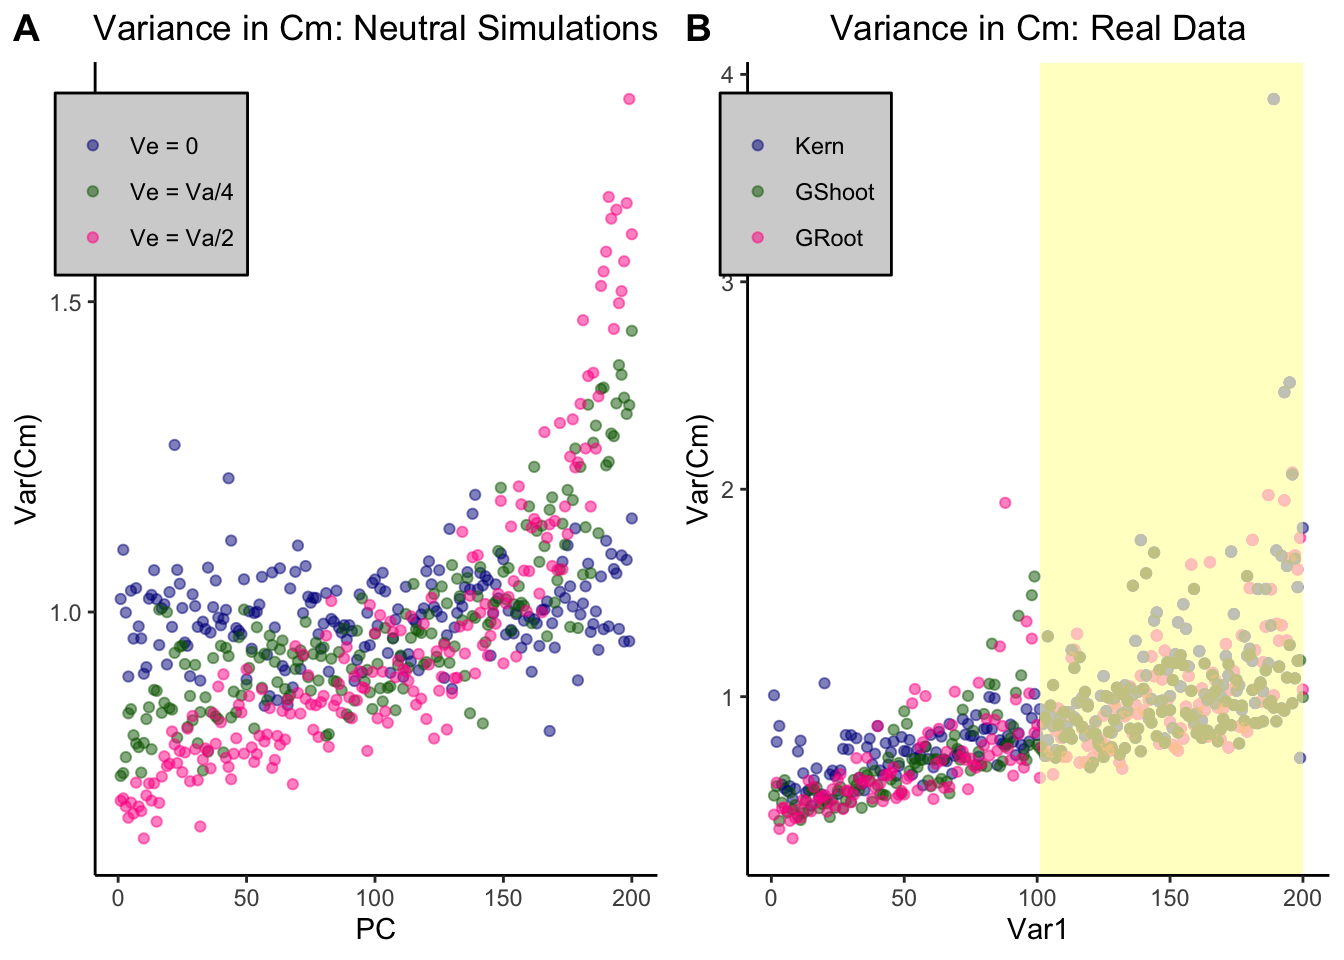 A
Variance in Cm: Neutral Simulations
Ve = 0
Ve = Va/4
Ve = Va/2
1.5
1.0
Var(Cm)
0
50
100
150
200
PC
B
Variance in Cm: Real Data
4
Kern
GShoot
GRoot
3
2
1
Var(Cm)
0
50
100
150
200
Var1